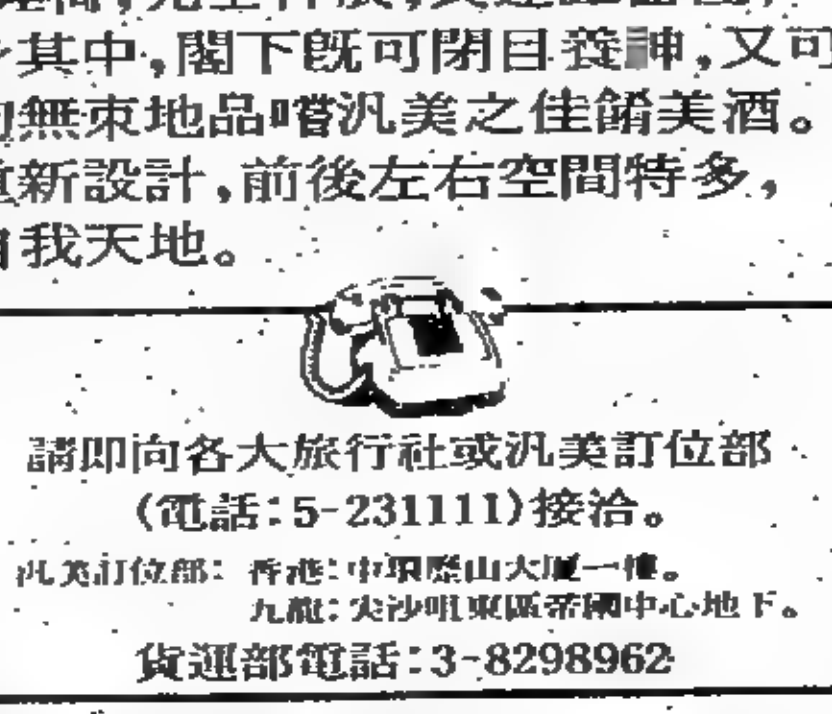 其中,閣下既可閉目養神,又可
無束地品嚐汎美之佳餚美酒。
新設計,前後左右空間特多,
我天地。
請即向各大旅行社或汎美訂位部
(電話:5-231111)接洽。
汎美訂位部: 香港:中環歷山大廈一樓。
九龍:尖沙咀東區帝國中心地下。
貨運部電話:3-8298962